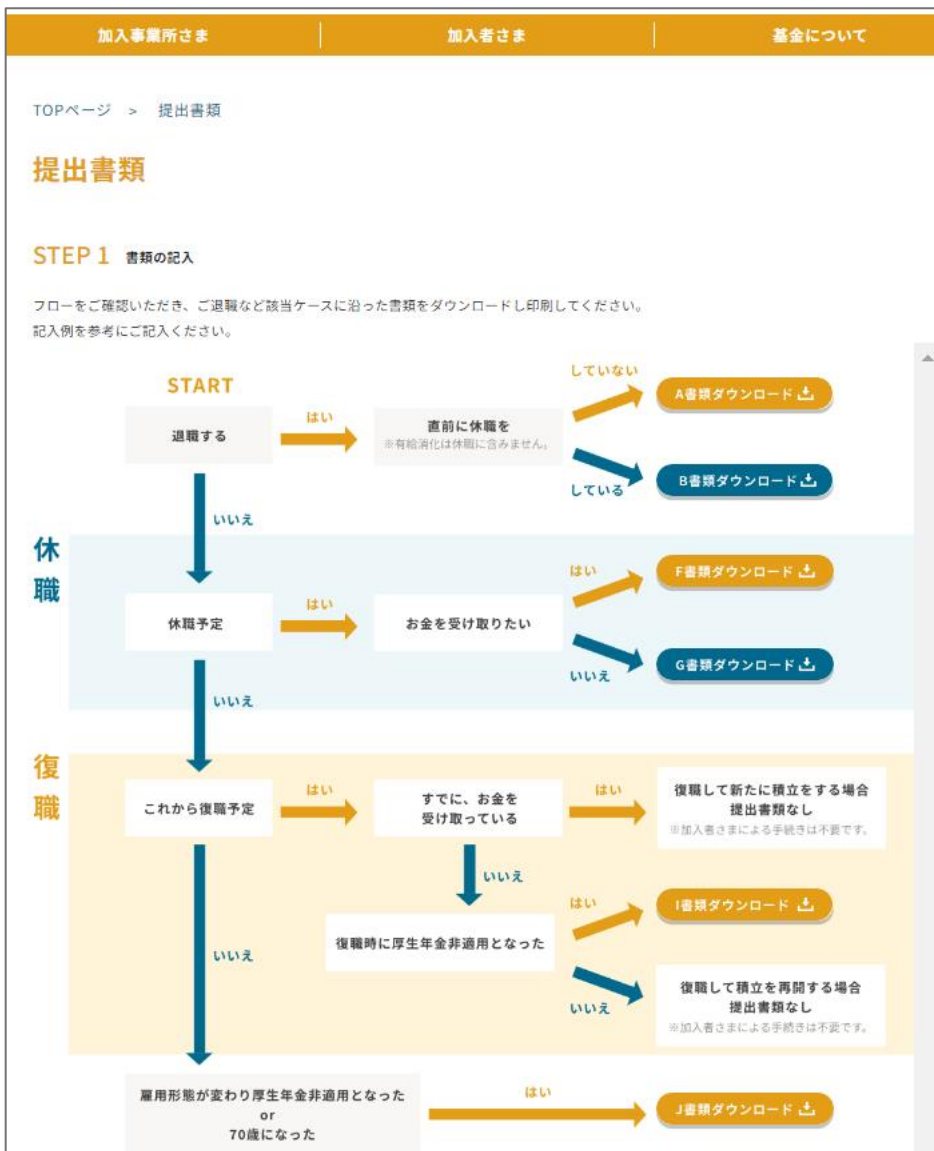 加入事業所さま
加入者さま
基金について
TOPページ > 提出書類
提出書類
STEP 1 書類の記入
フローをご確認いただき、ご退職など該当ケースに沿った書類をダウンロードし印刷してください。
記入例を参考にご記入ください。
START
退職する
はい
直前に休職を
※有給消化は休職に含みません。
していない
A書類ダウンロード
している
B書類ダウンロード
いいえ
休職
休職予定
はい
お金を受け取りたい
はい
F書類ダウンロード
いいえ
G書類ダウンロード
いいえ
復職
これから復職予定
はい
すでに、お金を
受け取っている
はい
復職して新たに積立をする場合
提出書類なし
※加入者さまによる手続きは不要です。
いいえ
復職時に厚生年金非適用となった
はい
I書類ダウンロード
いいえ
復職して積立を再開する場合
提出書類なし
※加入者さまによる手続きは不要です。
いいえ
雇用形態が変わり厚生年金非適用となった
or
70歳になった
はい
J書類ダウンロード